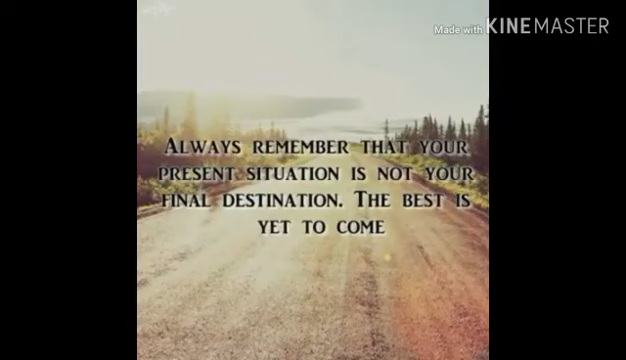 Made with KINEMASTER
ALWAYS REMEMBER THAT YOUR
PRESENT SITUATION IS NOT YOUR
FINAL DESTINATION. THE BEST IS
YET TO COME